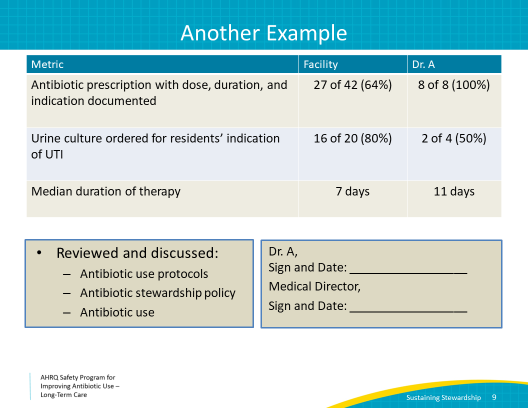 Another Example
Metric Facility Dr. A
Antibiotic prescription with dose, duration, and 27 of 42 (64%) 8 of 8 (100%)
indication documented
Urine culture ordered for residents’ indication 16 of 20 (80%) 2 of 4 (50%)
of UTI
Median duration of therapy 7 days 11 days
• Reviewed and discussed:
– Antibiotic use protocols
– Antibiotic stewardship policy
– Antibiotic use
Dr. A,
Sign and Date: __________________
Medical Director,
Sign and Date: __________________
AHRQ Safety Program for
Improving Antibiotic Use –
Long-Term Care
Sustaining Stewardship 9